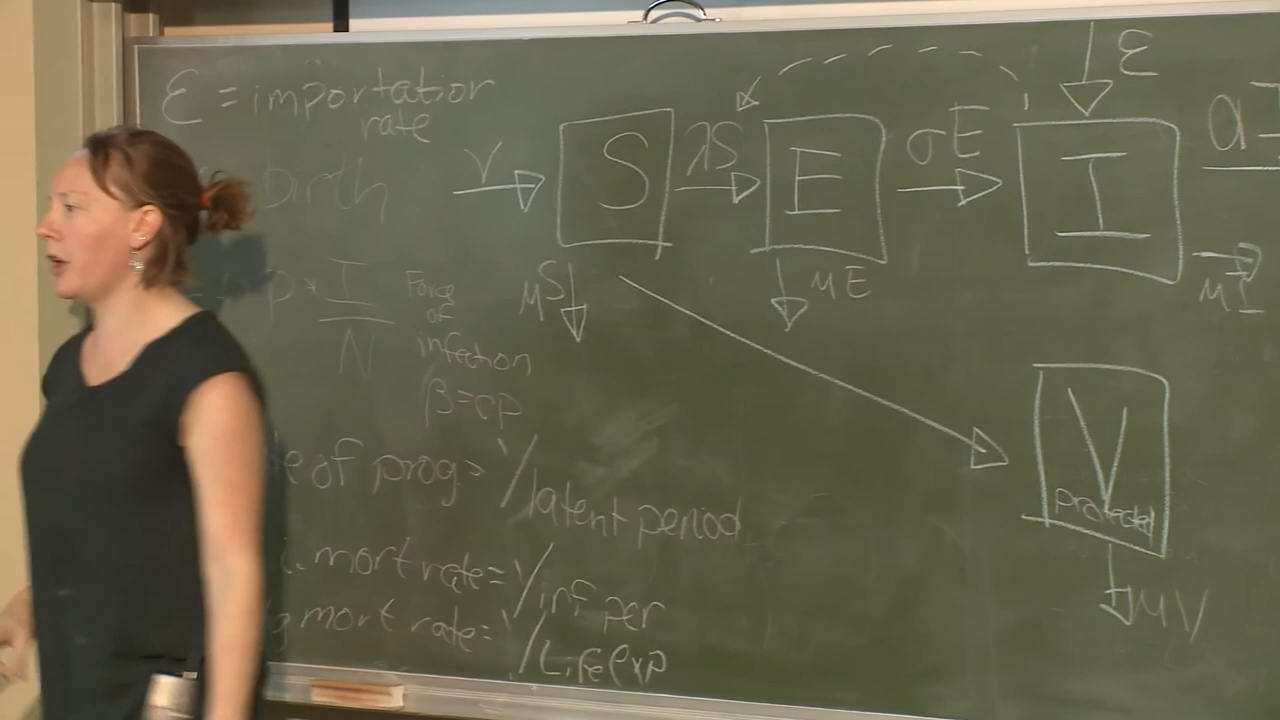 ε = importation
rate
birth
I
N
Force
of
infection
β=cp
of prog= 1/latent period
mort rate= 1/inf per
mort rate= 1/Life exp
γ
S
λS
E
σE
I
ε
μS
μE
μI
V
protected
μV